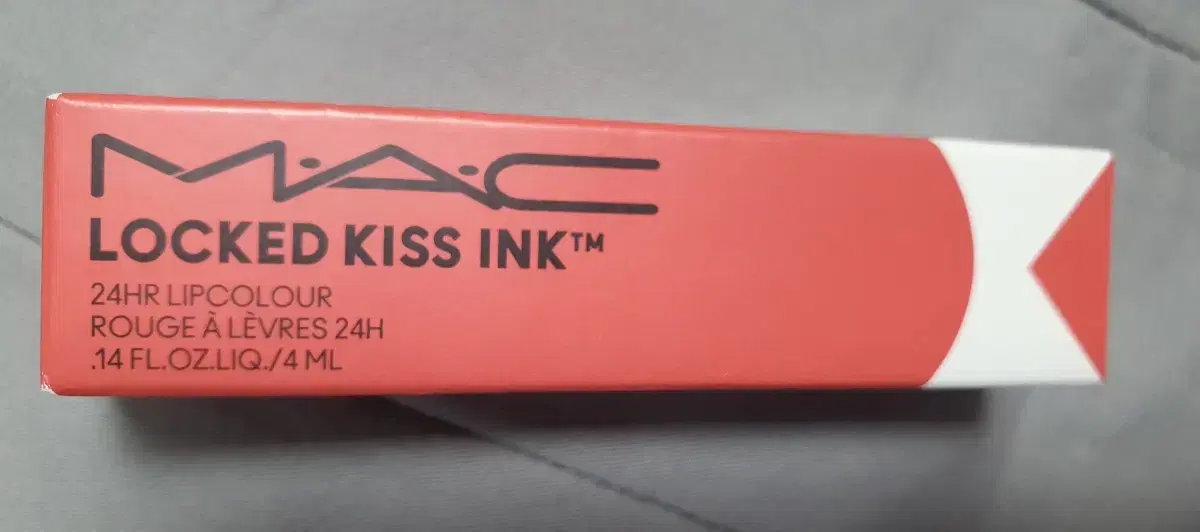 M·A·C
LOCKED KISS INK™
24HR LIPCOLOUR
ROUGE À LÈVRES 24H
.14 FL.OZ.LIQ./4 ML